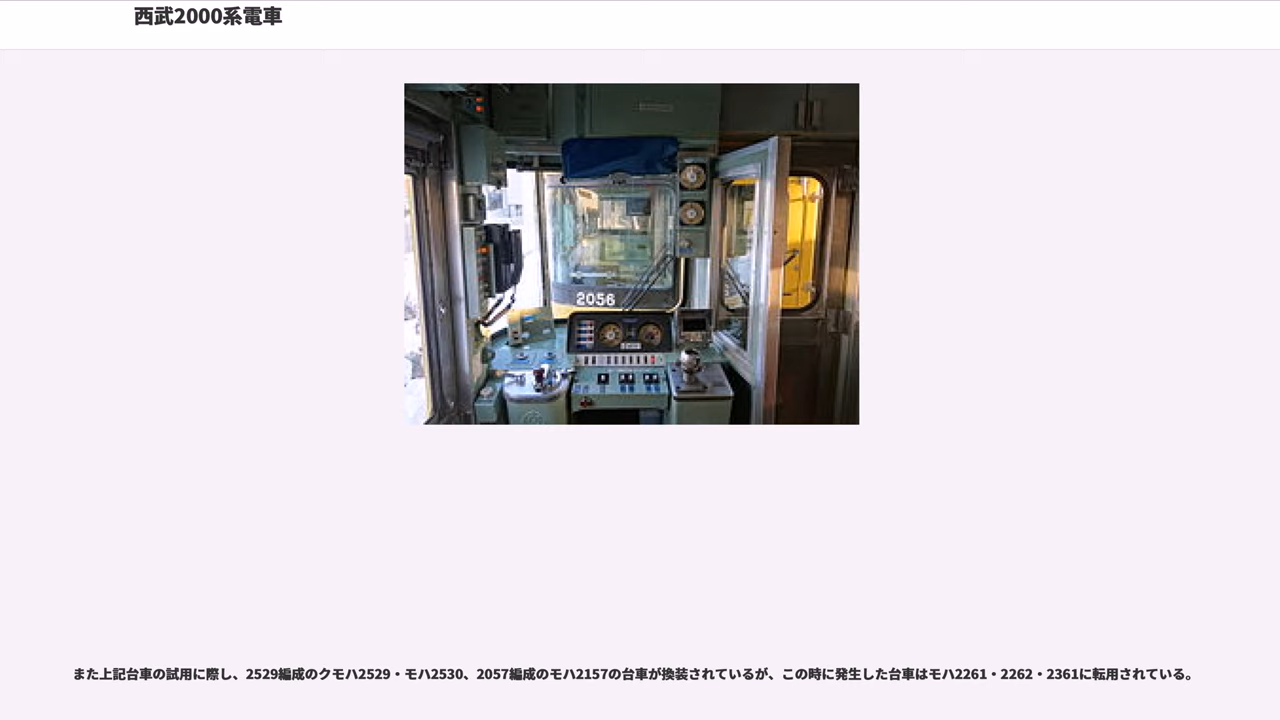 西武2000系電車
2056
また上記台車の試用に際し、2529編成のクモハ2529・モハ2530、2057編成のモハ2157の台車が換装されているが、この時に発生した台車はモハ2261・2262・2361に転用されている。